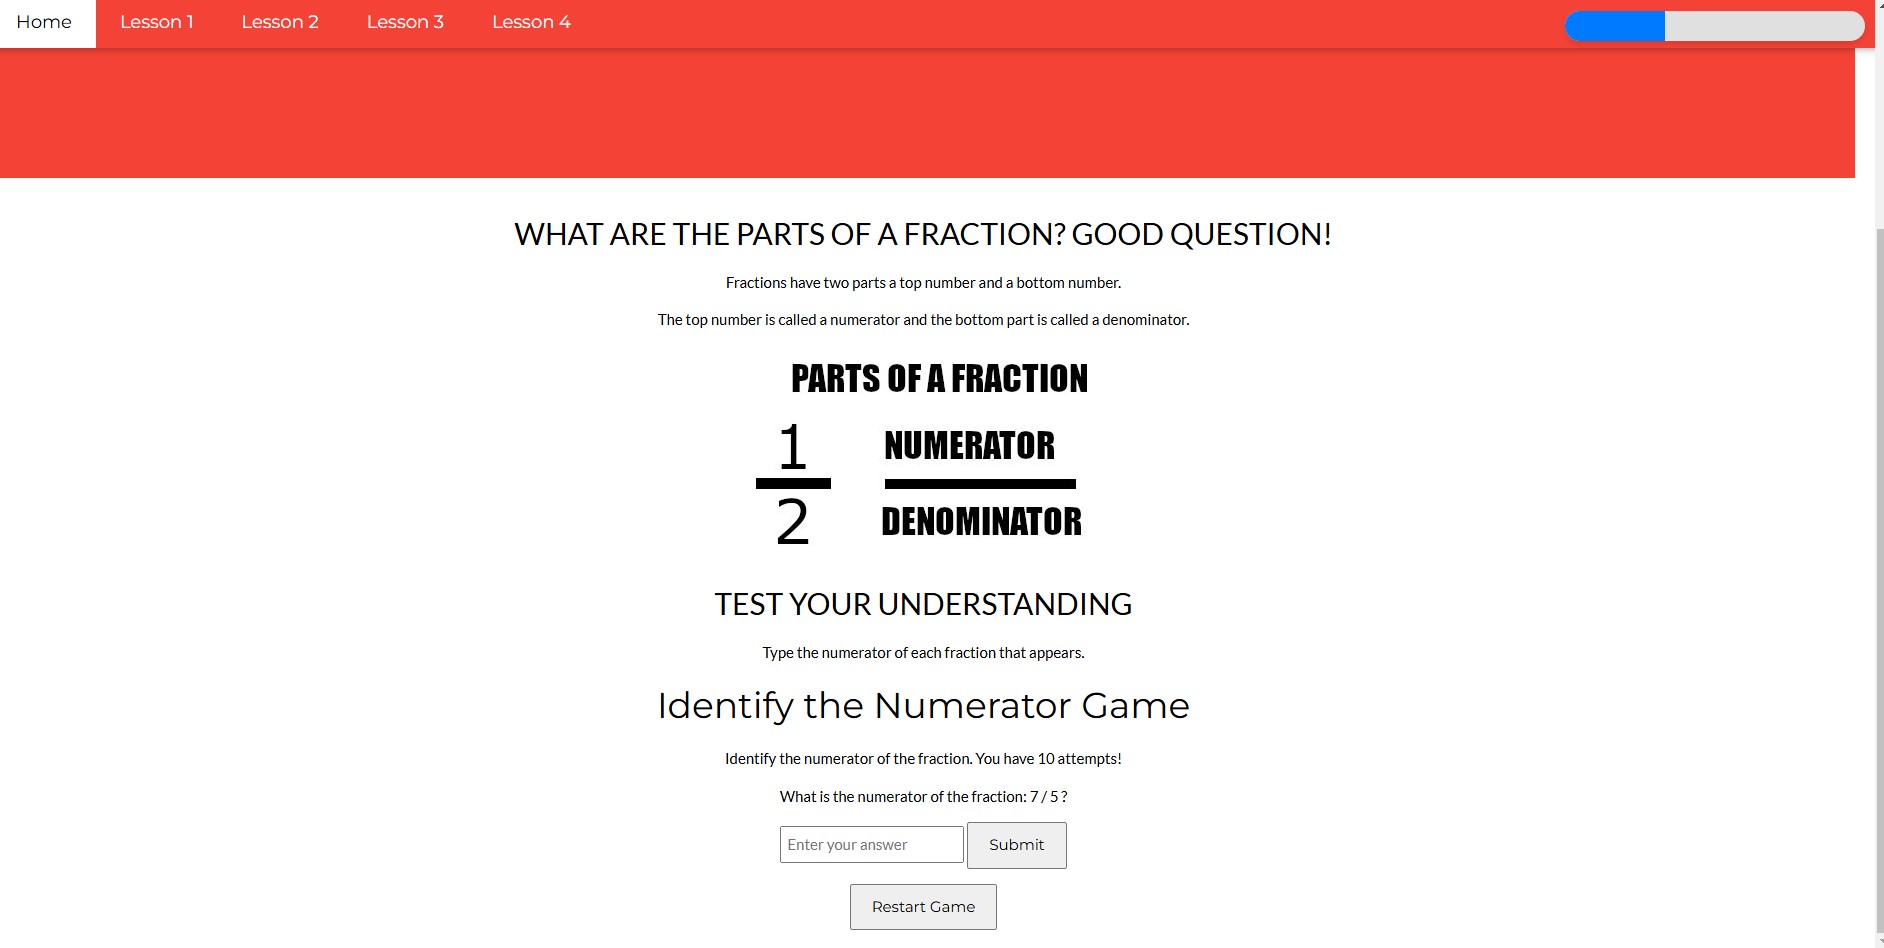 Home Lesson 1 Lesson 2 Lesson 3 Lesson 4
WHAT ARE THE PARTS OF A FRACTION? GOOD QUESTION!
Fractions have two parts a top number and a bottom number.
The top number is called a numerator and the bottom part is called a denominator.
PARTS OF A FRACTION
1 NUMERATOR
2 DENOMINATOR
TEST YOUR UNDERSTANDING
Type the numerator of each fraction that appears.
Identify the Numerator Game
Identify the numerator of the fraction. You have 10 attempts!
What is the numerator of the fraction: 7 / 5 ?
Enter your answer Submit
Restart Game